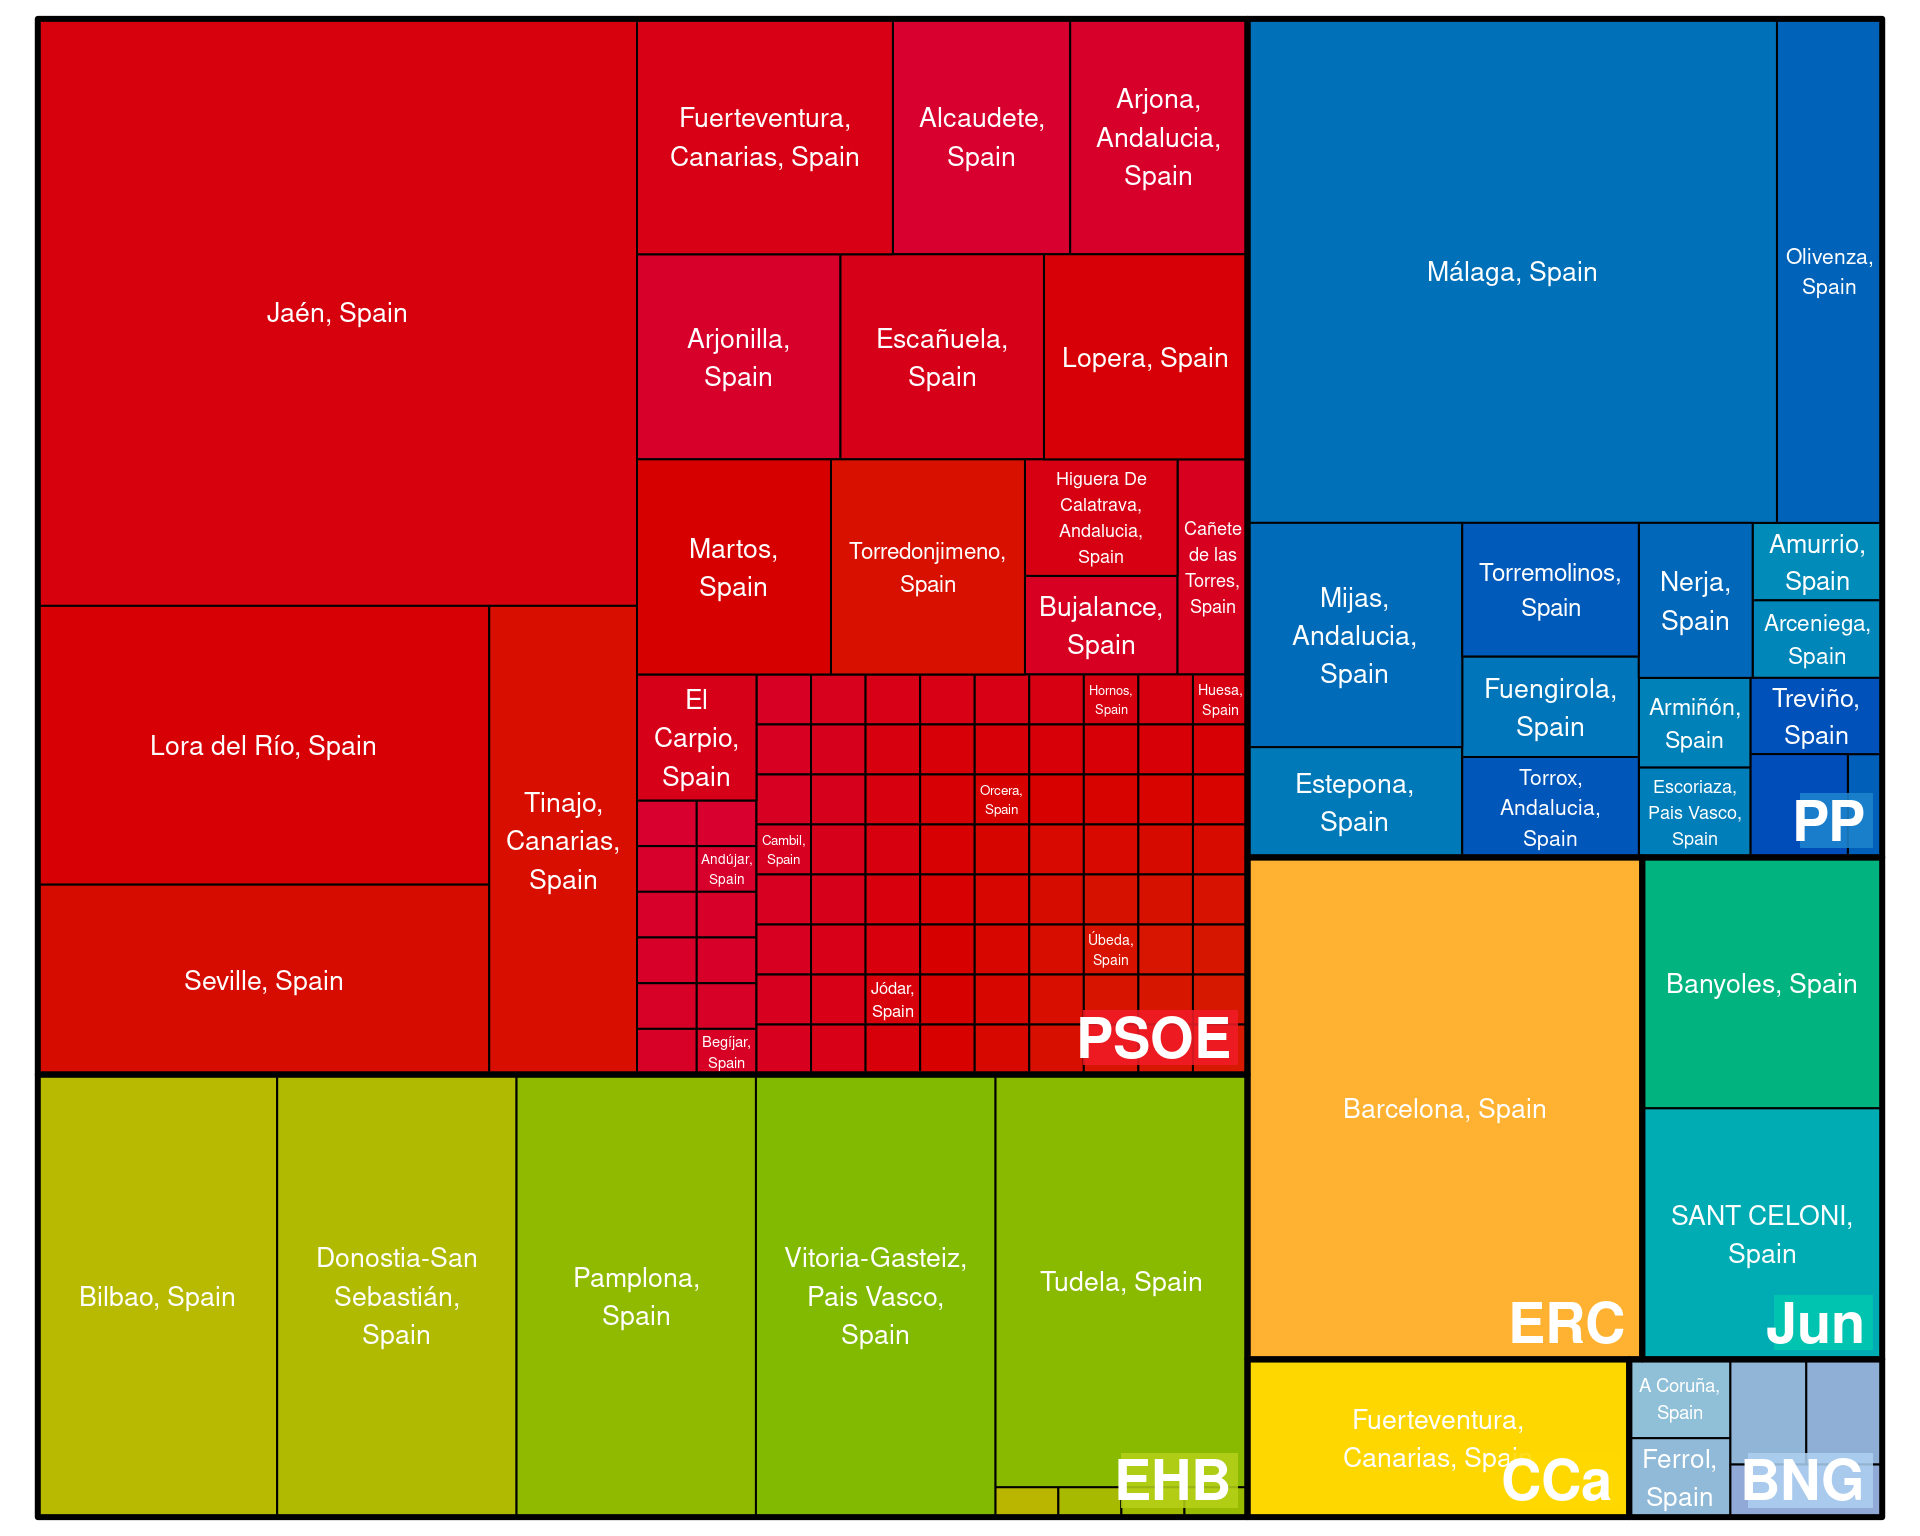 Jaén, Spain
Lora del Río, Spain
Seville, Spain
Tinajo,
Canarias,
Spain
Fuerteventura,
Canarias, Spain
Alcaudete,
Spain
Arjona,
Andalucia,
Spain
Arjonilla,
Spain
Escañuela,
Spain
Lopera, Spain
Martos,
Spain
Torredonjimeno,
Spain
Higuera De
Calatrava,
Andalucia,
Spain
Bujalance,
Spain
Cañete
de las
Torres,
Spain
El
Carpio,
Spain
Andújar,
Spain
Begíjar,
Spain
Hornos,
Spain
Huesa,
Spain
Orcera,
Spain
Cambil,
Spain
Úbeda,
Spain
Jódar,
Spain
PSOE
Málaga, Spain
Olivenza,
Spain
Mijas,
Andalucia,
Spain
Estepona,
Spain
Torremolinos,
Spain
Fuengirola,
Spain
Torrox,
Andalucia,
Spain
Nerja,
Spain
Amurrio,
Spain
Arceniega,
Spain
Armiñón,
Spain
Escoriaza,
Pais Vasco,
Spain
Treviño,
Spain
PP
Bilbao, Spain
Donostia-San
Sebastián,
Spain
Pamplona,
Spain
Vitoria-Gasteiz,
Pais Vasco,
Spain
Tudela, Spain
EHB
Barcelona, Spain
ERC
Banyoles, Spain
SANT CELONI,
Spain
Jun
Fuerteventura,
Canarias, Spain
CCa
A Coruña,
Spain
Ferrol,
Spain
BNG